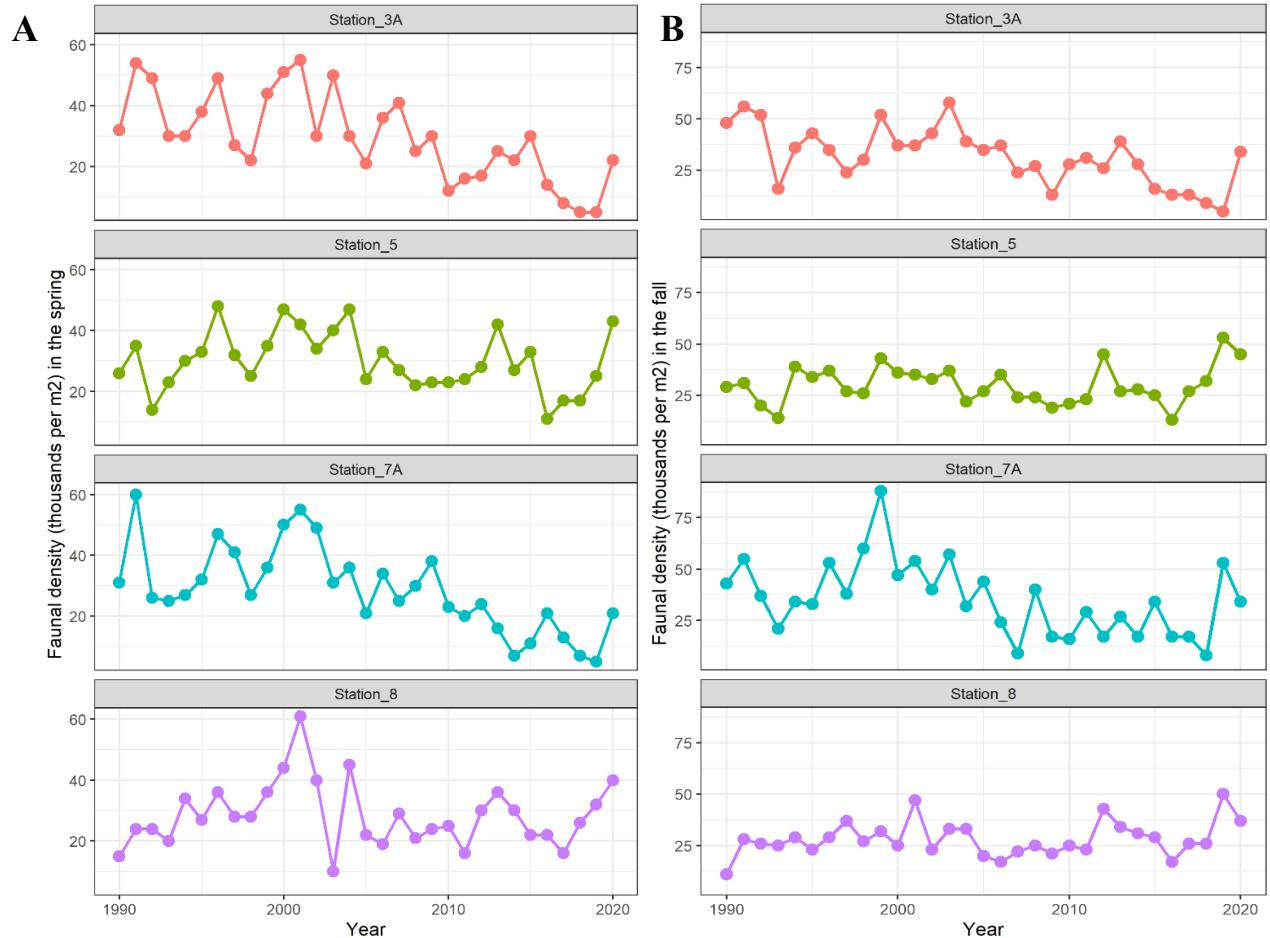 A
Station_3A
60
40
20
Station_5
60
40
20
Station_7A
60
40
20
Station_8
60
40
20
1990
2000
2010
2020
Year
Faunal density (thousands per m2) in the spring
B
Station_3A
75
50
25
Station_5
75
50
25
Station_7A
75
50
25
Station_8
75
50
25
1990
2000
2010
2020
Year
Faunal density (thousands per m2) in the fall